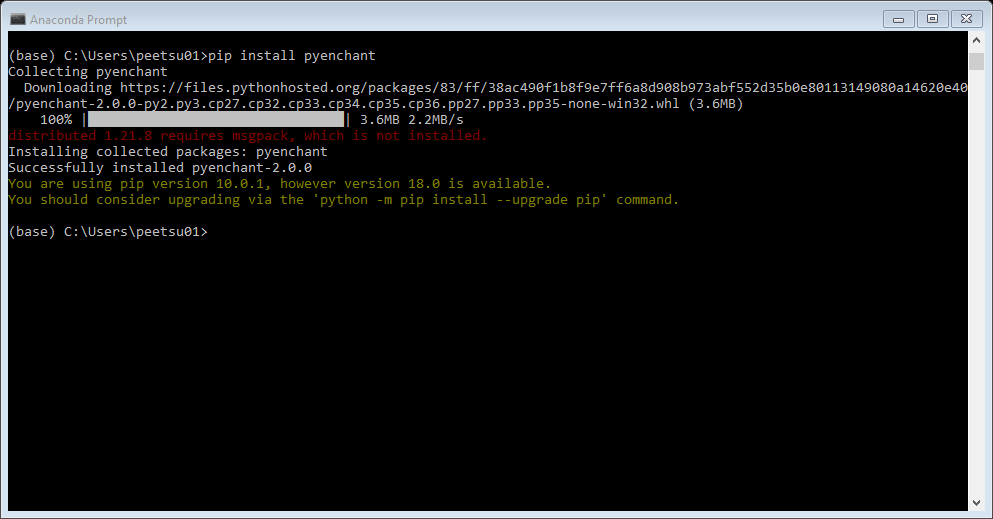 Anaconda Prompt
(base) C:\Users\peetsu01>pip install pyenchant
Collecting pyenchant
  Downloading https://files.pythonhosted.org/packages/83/ff/38ac490f1b8f9e7ff6a8d908b973abf552d35b0e80113149080a14620e40
/pyenchant-2.0.0-py2.py3.cp27.cp32.cp33.cp34.cp35.cp36.pp27.pp33.pp35-none-win32.whl (3.6MB)
    100% |████████████████████████████████| 3.6MB 2.2MB/s
distributed 1.21.8 requires msgpack, which is not installed.
Installing collected packages: pyenchant
Successfully installed pyenchant-2.0.0
You are using pip version 10.0.1, however version 18.0 is available.
You should consider upgrading via the 'python -m pip install --upgrade pip' command.
(base) C:\Users\peetsu01>